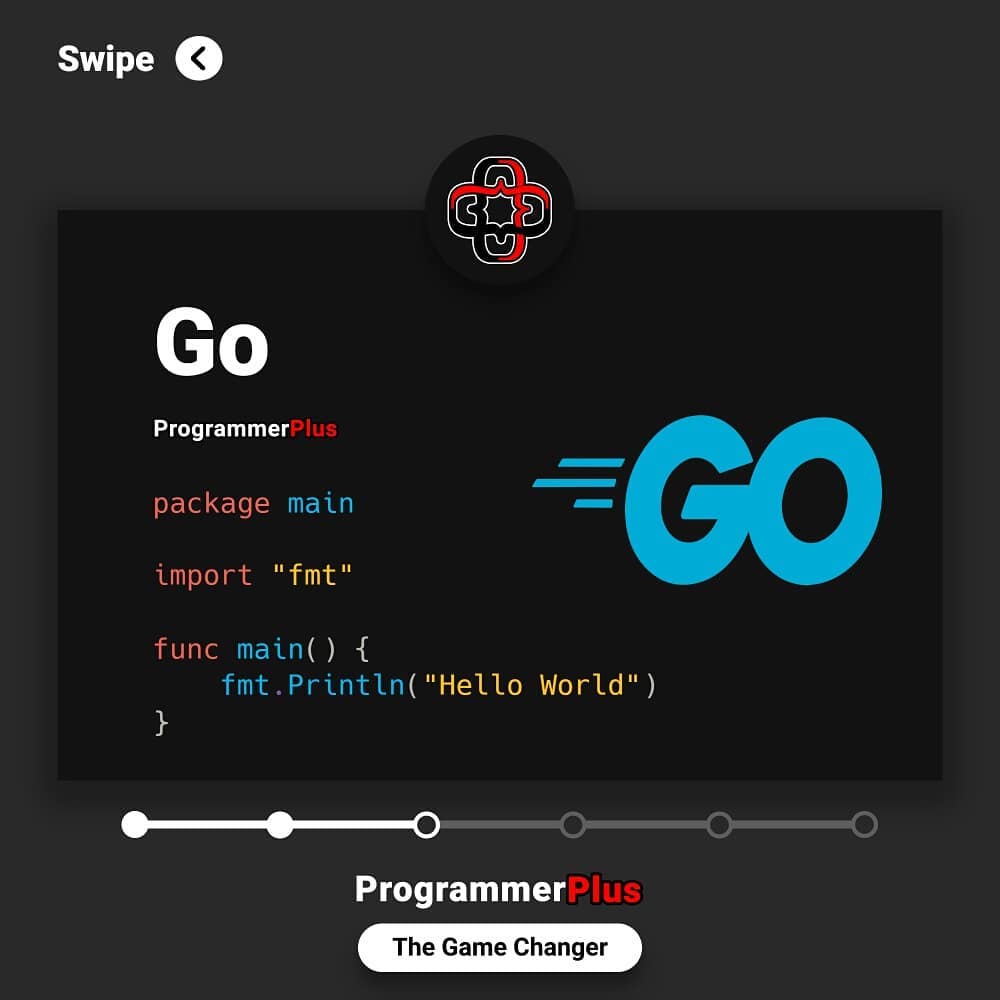 Swipe
Go
ProgrammerPlus
GO
package main
import "fmt"
func main() {
    fmt.Println("Hello World")
}
ProgrammerPlus
The Game Changer